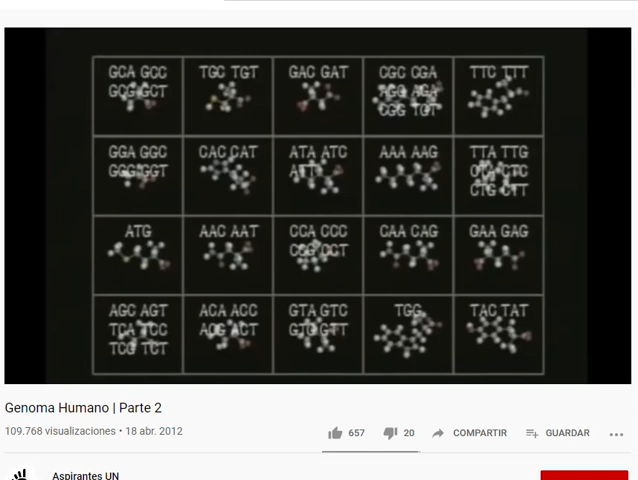 GCA GCC
GCG GCT
TGC TGT
GAC GAT
CGC CGA
AGG AGA
CGG TGT
TTC TTT
GGA GGC
GGG GGT
CAC CAT
ATA ATC
ATT
AAA AAG
TTA TTG
CTC
CTG CTT
ATG
AAC AAT
CCA CCC
CCG CCT
CAA CAG
GAA GAG
AGC AGT
TCA TCC
TCG TCT
ACA ACC
ACG ACT
GTA GTC
GTG GTT
TGG
TAC TAT
Genoma Humano | Parte 2
109.768 visualizaciones • 18 abr. 2012
657
20
COMPARTIR
GUARDAR
Aspirantes UN